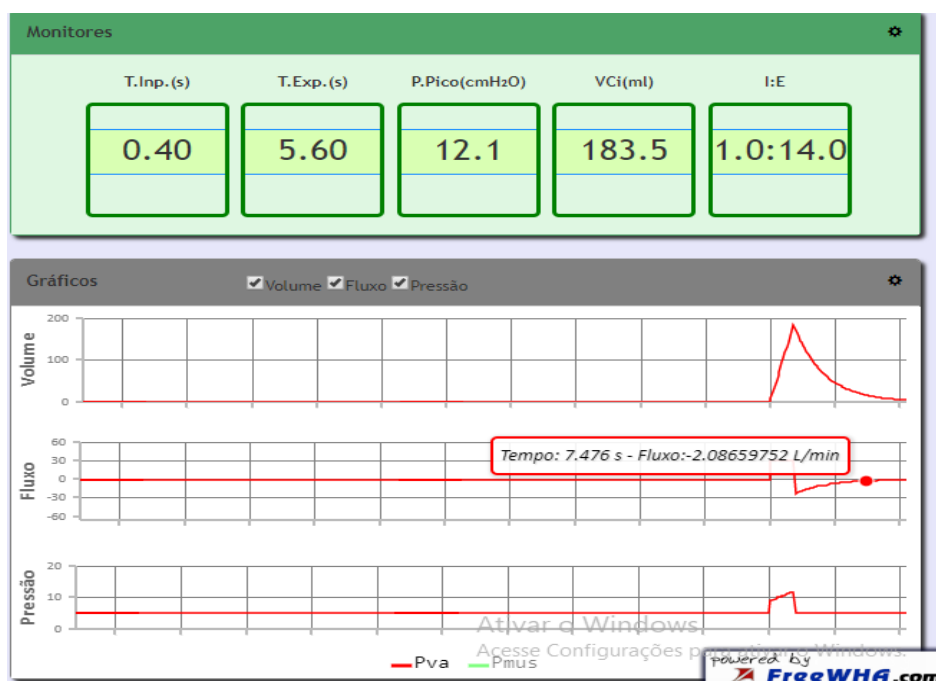 Monitores
T.Inp.(s) T.Exp.(s) P.Pico(cmH₂O) VCi(ml) I:E
0.40 5.60 12.1 183.5 1.0:14.0
Gráficos Volume Fluxo Pressão
200
Volume
100
0
60
30
Fluxo
0
-30
-60
Tempo: 7.476 s - Fluxo:-2.08659752 L/min
20
Pressão
10
0
Ativar o Windows
Acesse Configurações para ativar o Windows.
Pva Pmus
powered by
FreeWHA.com